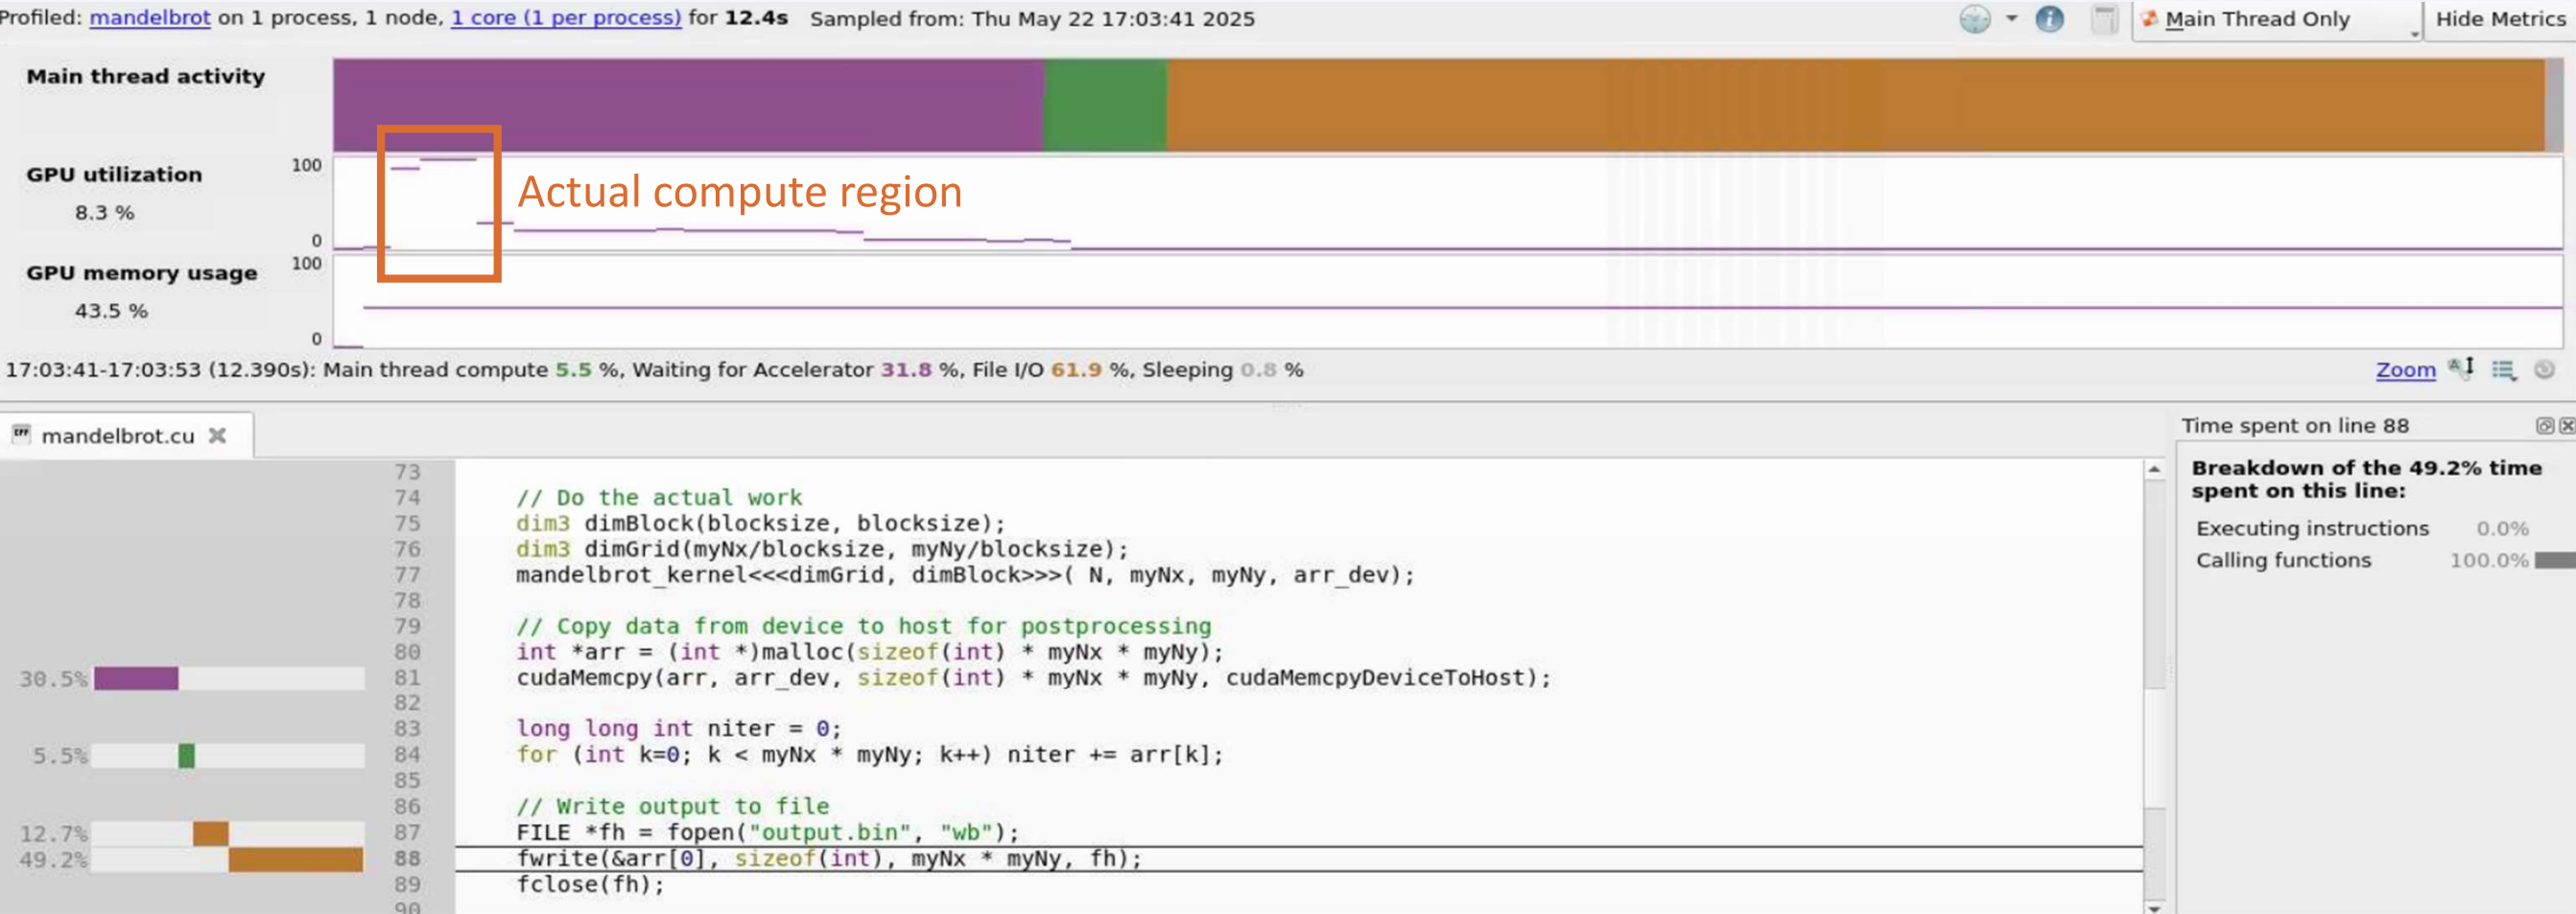 Profiled: mandelbrot on 1 process, 1 node, 1 core (1 per process) for 12.4s Sampled from: Thu May 22 17:03:41 2025
Main Thread Only
Hide Metrics
Main thread activity
GPU utilization
8.3 %
100
0
Actual compute region
GPU memory usage
43.5 %
100
0
17:03:41-17:03:53 (12.390s): Main thread compute 5.5 %, Waiting for Accelerator 31.8 %, File I/O 61.9 %, Sleeping 0.8 %
Zoom
mandelbrot.cu
73
74 // Do the actual work
75 dim3 dimBlock(blocksize, blocksize);
76 dim3 dimGrid(myNx/blocksize, myNy/blocksize);
77 mandelbrot_kernel<<<dimGrid, dimBlock>>>( N, myNx, myNy, arr_dev);
78
79 // Copy data from device to host for postprocessing
80 int *arr = (int *)malloc(sizeof(int) * myNx * myNy);
30.5% 81 cudaMemcpy(arr, arr_dev, sizeof(int) * myNx * myNy, cudaMemcpyDeviceToHost);
82
83 long long int niter = 0;
5.5% 84 for (int k=0; k < myNx * myNy; k++) niter += arr[k];
85
86 // Write output to file
12.7% 87 FILE *fh = fopen("output.bin", "wb");
49.2% 88 fwrite(&arr[0], sizeof(int), myNx * myNy, fh);
89 fclose(fh);
90
Time spent on line 88
Breakdown of the 49.2% time
spent on this line:
Executing instructions 0.0%
Calling functions 100.0%